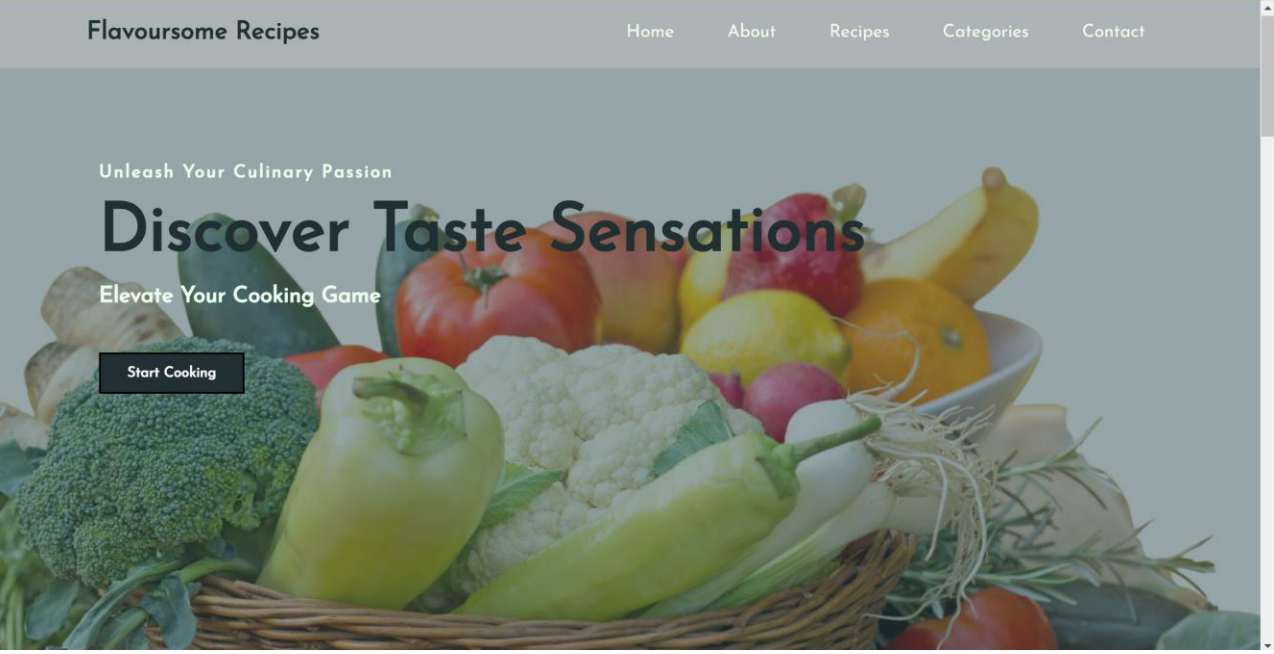 Flavoursome Recipes
Home About Recipes Categories Contact
Unleash Your Culinary Passion
Discover Taste Sensations
Elevate Your Cooking Game
Start Cooking